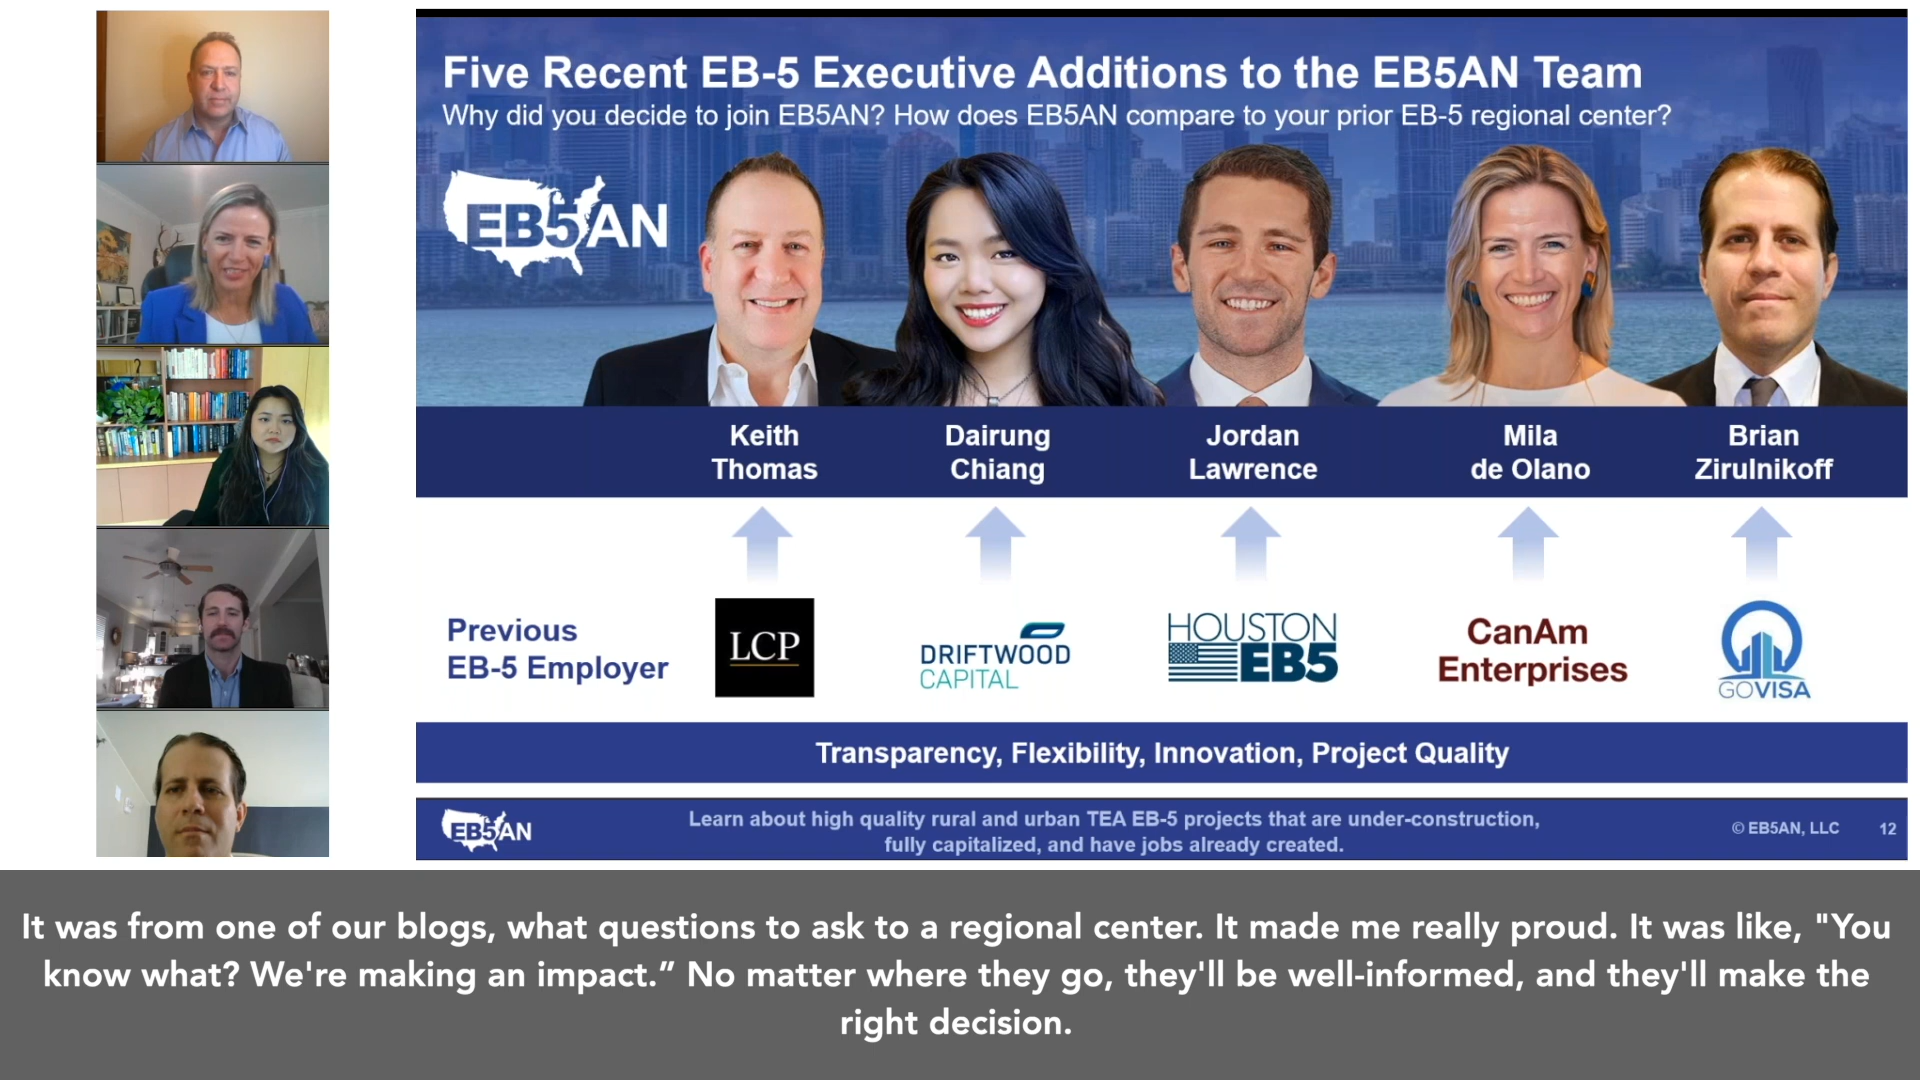 Five Recent EB-5 Executive Additions to the EB5AN Team
Why did you decide to join EB5AN? How does EB5AN compare to your prior EB-5 regional center?
EB5AN
Keith
Thomas
Dairung
Chiang
Jordan
Lawrence
Mila
de Olano
Brian
Zirulnikoff
Previous
EB-5 Employer
LCP
DRIFTWOOD
CAPITAL
HOUSTON
EB5
CanAm
Enterprises
GOVISA
Transparency, Flexibility, Innovation, Project Quality
EB5AN
Learn about high quality rural and urban TEA EB-5 projects that are under-construction,
fully capitalized, and have jobs already created.
© EB5AN, LLC 12
It was from one of our blogs, what questions to ask to a regional center. It made me really proud. It was like, "You
know what? We're making an impact.” No matter where they go, they'll be well-informed, and they'll make the
right decision.